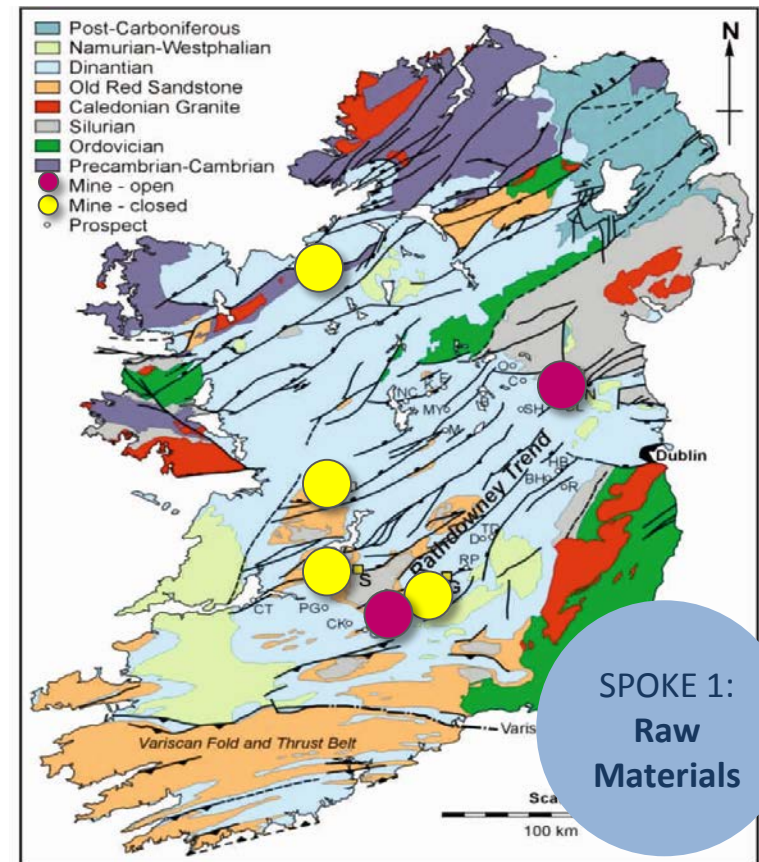 Post-Carboniferous
Namurian-Westphalian
Dinantian
Old Red Sandstone
Caledonian Granite
Silurian
Ordovician
Precambrian-Cambrian
Mine - open
Mine - closed
Prospect
N
O
C
K
E
NC
MY
M
SH
N
Dublin
HB
BH
R
Rathdowney Trend
TD
D
RP
S
G
CT
PG
CK
Variscan Fold and Thrust Belt
SPOKE 1:
Raw
Materials
100 km